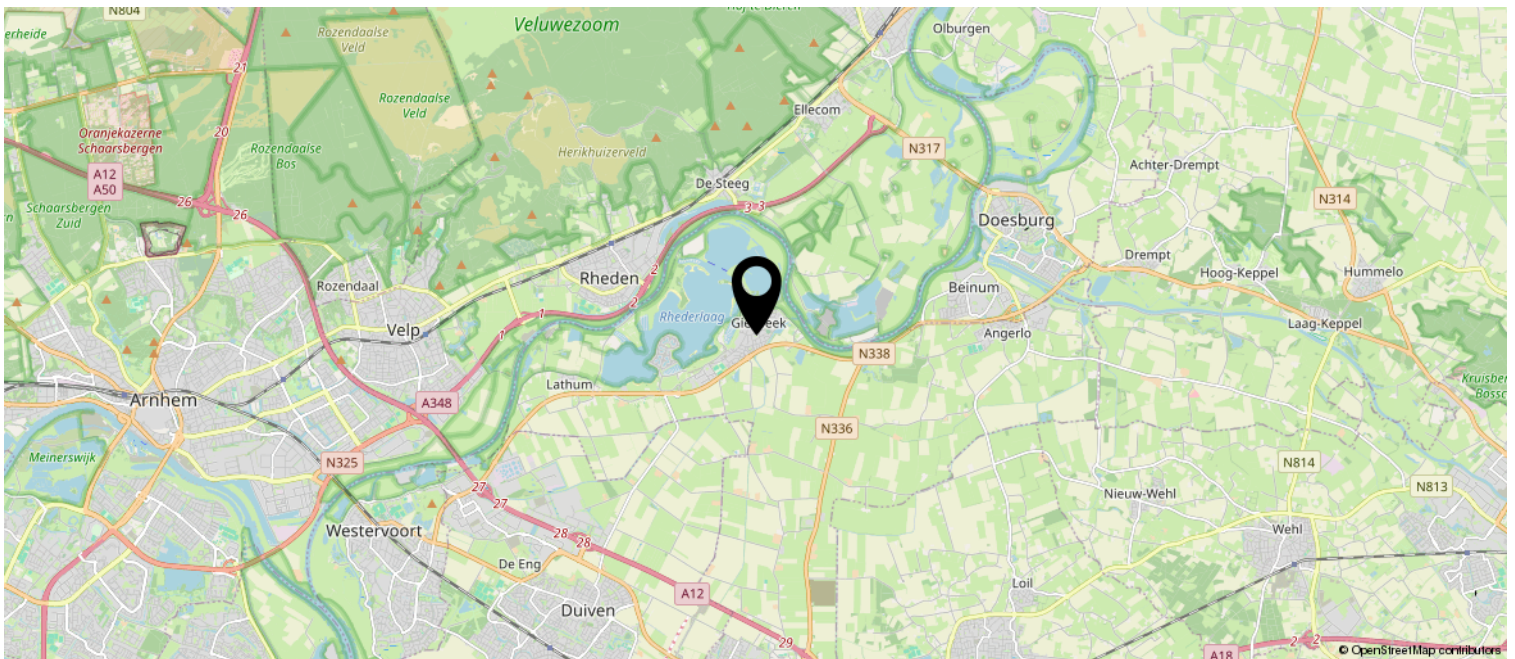 N804
Veluwezoom
Olburgen
Rozendaalse
Veld
21
Rozendaalse
Veld
Ellecom
Oranjekazerne
Schaarsbergen
20
Rozendaalse
Bos
Herikhuizerveld
N317
Achter-Drempt
A12
A50
De Steeg
26
26
3 3
N314
Schaarsbergen
Zuid
Doesburg
Drempt
Hoog-Keppel
Hummelo
Rheden
2
2
Rozendaal
Beinum
Rhederlaag
1
1
Velp
Angerlo
Laag-Keppel
N338
Lathum
Arnhem
A348
N336
Meinerswijk
N325
N814
N813
27
27
Nieuw-Wehl
Westervoort
28
28
Wehl
De Eng
Loil
A12
Duiven
29
2
2
A18
© OpenStreetMap contributors